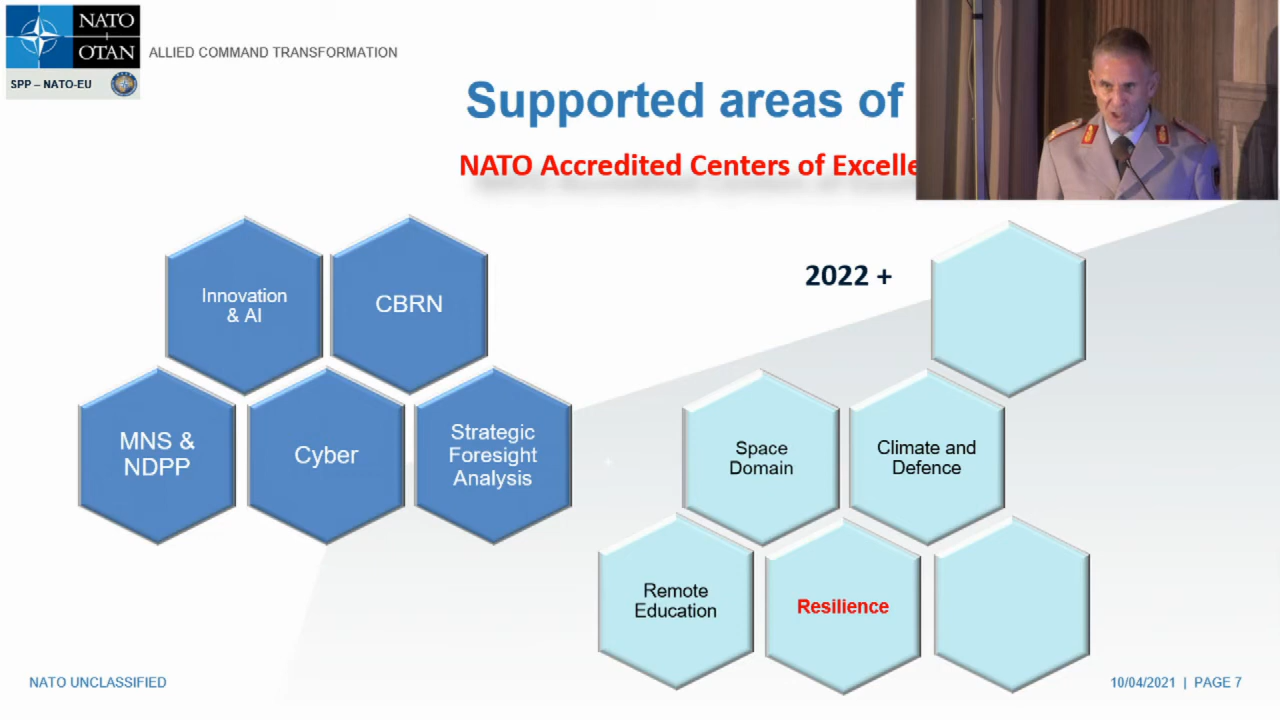 NATO
OTAN
ALLIED COMMAND TRANSFORMATION
SPP – NATO-EU
Supported areas of
NATO Accredited Centers of Excelle
2022 +
Innovation
& AI
CBRN
MNS &
NDPP
Cyber
Strategic
Foresight
Analysis
Space
Domain
Climate and
Defence
Remote
Education
Resilience
NATO UNCLASSIFIED
10/04/2021 | PAGE 7